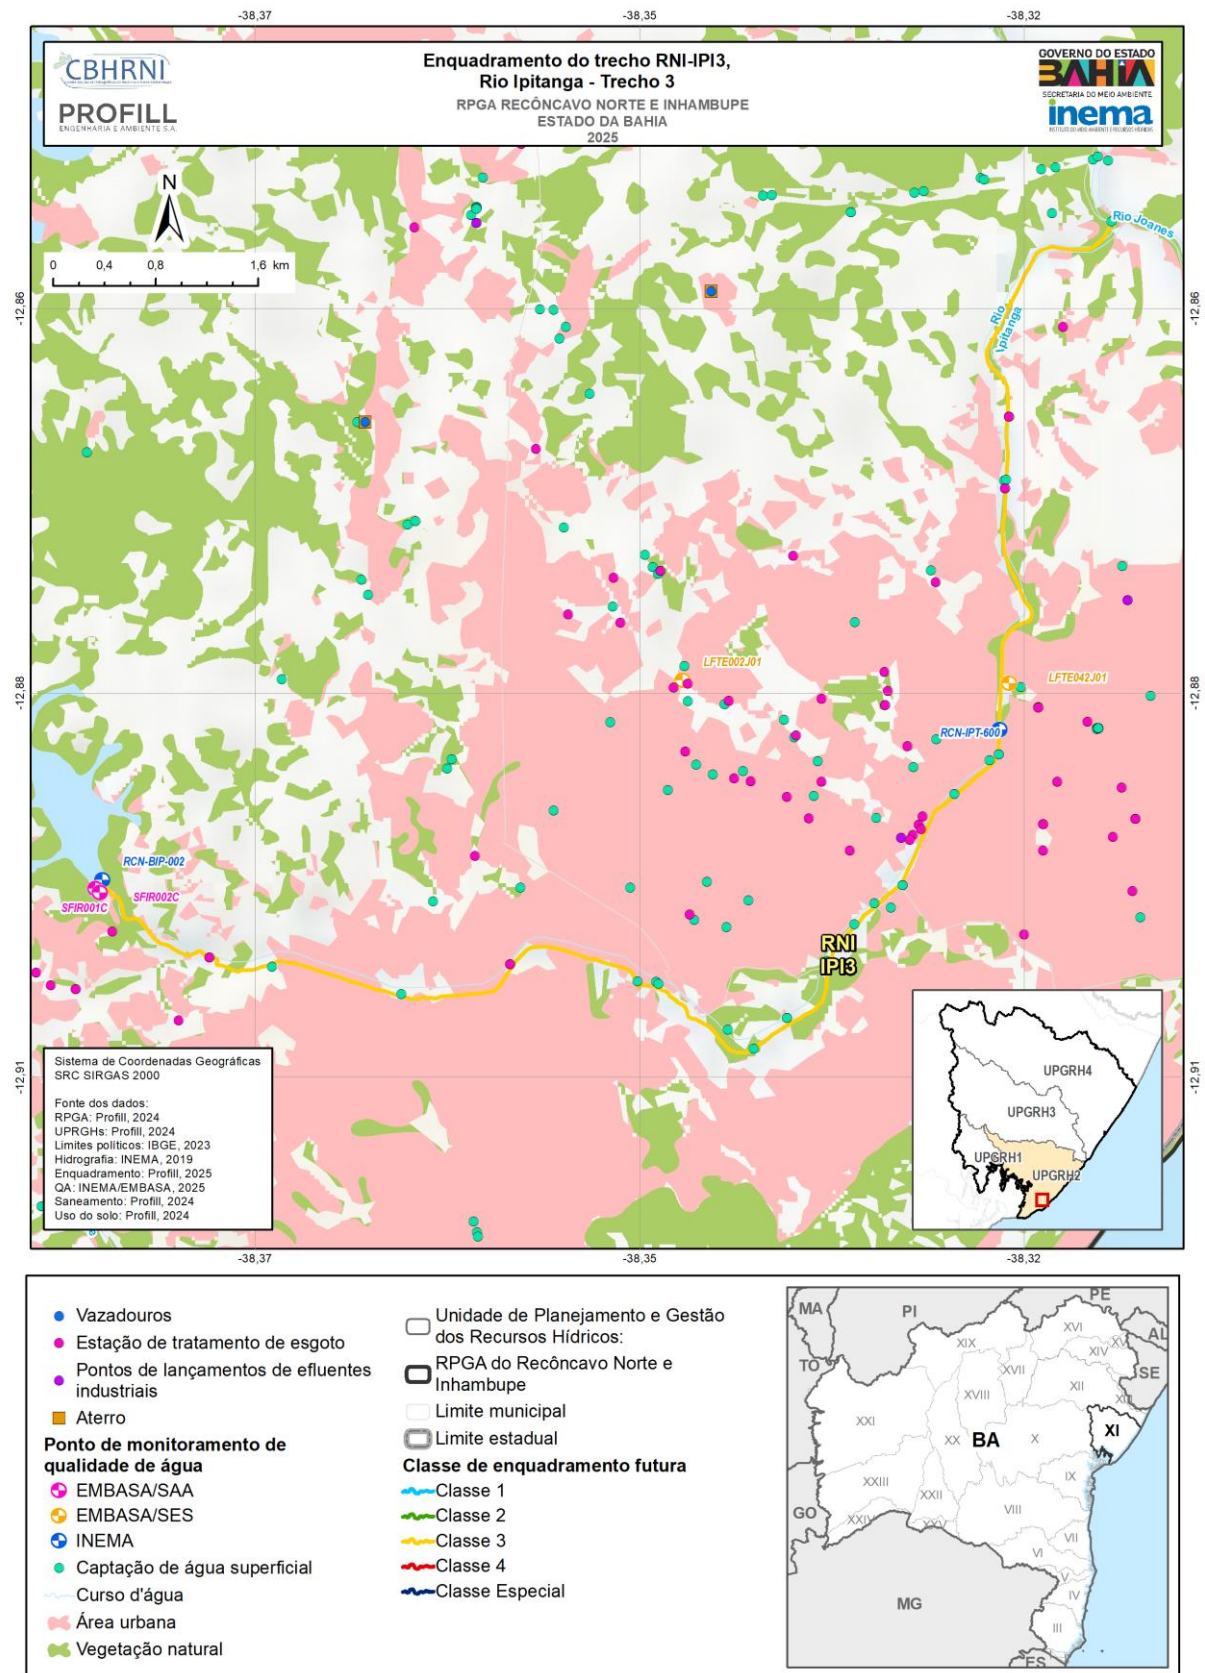 -38,37
-38,35
-38,32
CBHRNI
PROFILL
ENGENHARIA E AMBIENTE S.A.
Enquadramento do trecho RNI-IPI3,
Rio Ipitanga - Trecho 3
RPGA RECÔNCAVO NORTE E INHAMBUPE
ESTADO DA BAHIA
2025
GOVERNO DO ESTADO
BAHIA
SECRETARIA DO MEIO AMBIENTE
inema
INSTITUTO DO MEIO AMBIENTE E RECURSOS HÍDRICOS
N
0 0,4 0,8 1,6 km
Rio Joanes
-12,86
-12,86
Rio
Ipitanga
LFTE002J01
LFTE042J01
-12,88
-12,88
RCN-IPT-600
RCN-BIP-002
SFIR002C
SFIR001C
RNI
IPI3
-12,91
-12,91
Sistema de Coordenadas Geográficas
SRC SIRGAS 2000
Fonte dos dados:
RPGA: Profill, 2024
UPRGHs: Profill, 2024
Limites políticos: IBGE, 2023
Hidrografia: INEMA, 2019
Enquadramento: Profill, 2025
QA: INEMA/EMBASA, 2025
Saneamento: Profill, 2024
Uso do solo: Profill, 2024
UPGRH4
UPGRH3
UPGRH1
UPGRH2
-38,37
-38,35
-38,32
Vazadouros
Estação de tratamento de esgoto
Pontos de lançamentos de efluentes
industriais
Aterro
Ponto de monitoramento de
qualidade de água
EMBASA/SAA
EMBASA/SES
INEMA
Captação de água superficial
Curso d'água
Área urbana
Vegetação natural
Unidade de Planejamento e Gestão
dos Recursos Hídricos:
RPGA do Recôncavo Norte e
Inhambupe
Limite municipal
Limite estadual
Classe de enquadramento futura
Classe 1
Classe 2
Classe 3
Classe 4
Classe Especial
MA
PI
PE
AL
TO
SE
XVI
XV
XIX
XIV
XVII
XII
XVIII
XIII
XXI
XI
XX
BA
X
IX
XXIII
XXII
VIII
GO
XXIV
XXV
VII
VI
V
IV
MG
III
ES